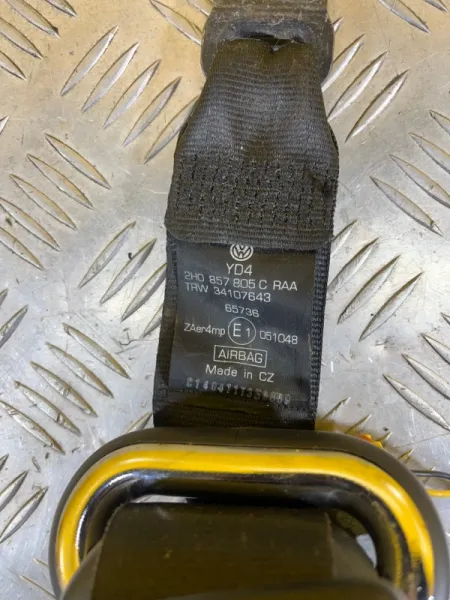 YD4
2H0 857 805 C RAA
TRW 34107643
65736
ZAer4mp E1 051048
AIRBAG
Made in CZ